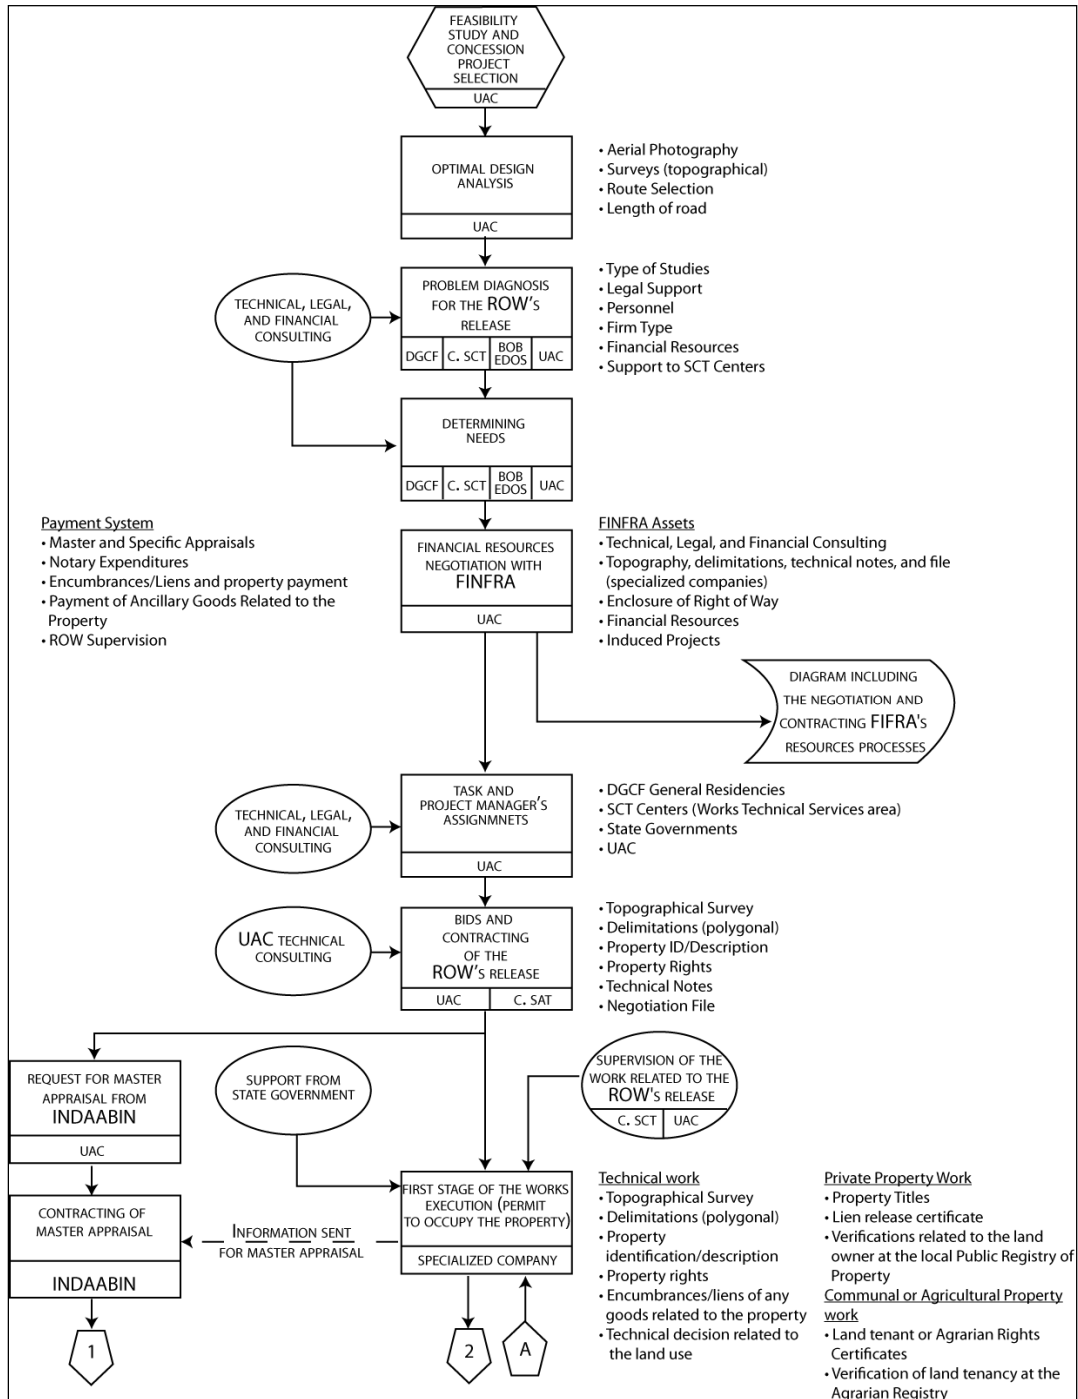 FEASIBILITY
STUDY AND
CONCESSION
PROJECT
SELECTION
UAC
OPTIMAL DESIGN
ANALYSIS
UAC
• Aerial Photography
• Surveys (topographical)
• Route Selection
• Length of road
TECHNICAL, LEGAL,
AND FINANCIAL
CONSULTING
PROBLEM DIAGNOSIS
FOR THE ROW'S
RELEASE
DGCF C. SCT BOB EDOS UAC
• Type of Studies
• Legal Support
• Personnel
• Firm Type
• Financial Resources
• Support to SCT Centers
DETERMINING
NEEDS
DGCF C. SCT BOB EDOS UAC
Payment System
• Master and Specific Appraisals
• Notary Expenditures
• Encumbrances/Liens and property payment
• Payment of Ancillary Goods Related to the
Property
• ROW Supervision
FINANCIAL RESOURCES
NEGOTIATION WITH
FINFRA
UAC
FINFRA Assets
• Technical, Legal, and Financial Consulting
• Topography, delimitations, technical notes, and file
(specialized companies)
• Enclosure of Right of Way
• Financial Resources
• Induced Projects
DIAGRAM INCLUDING
THE NEGOTIATION AND
CONTRACTING FIFRA'S
RESOURCES PROCESSES
TECHNICAL, LEGAL,
AND FINANCIAL
CONSULTING
TASK AND
PROJECT MANAGER'S
ASSIGNMNETS
UAC
• DGCF General Residencies
• SCT Centers (Works Technical Services area)
• State Governments
• UAC
UAC TECHNICAL
CONSULTING
BIDS AND
CONTRACTING
OF THE
ROW'S RELEASE
UAC C. SAT
• Topographical Survey
• Delimitations (polygonal)
• Property ID/Description
• Property Rights
• Technical Notes
• Negotiation File
REQUEST FOR MASTER
APPRAISAL FROM
INDAABIN
UAC
SUPPORT FROM
STATE GOVERNMENT
SUPERVISION OF THE
WORK RELATED TO THE
ROW'S RELEASE
C. SCT UAC
CONTRACTING OF
MASTER APPRAISAL
INDAABIN
INFORMATION SENT
FOR MASTER APPRAISAL
FIRST STAGE OF THE WORKS
EXECUTION (PERMIT
TO OCCUPY THE PROPERTY)
SPECIALIZED COMPANY
Technical work
• Topographical Survey
• Delimitations (polygonal)
• Property
identification/description
• Property rights
• Encumbrances/liens of any
goods related to the property
• Technical decision related to
the land use
Private Property Work
• Property Titles
• Lien release certificate
• Verifications related to the land
owner at the local Public Registry of
Property
Communal or Agricultural Property
work
• Land tenant or Agrarian Rights
Certificates
• Verification of land tenancy at the
Agrarian Registry
1
2
A